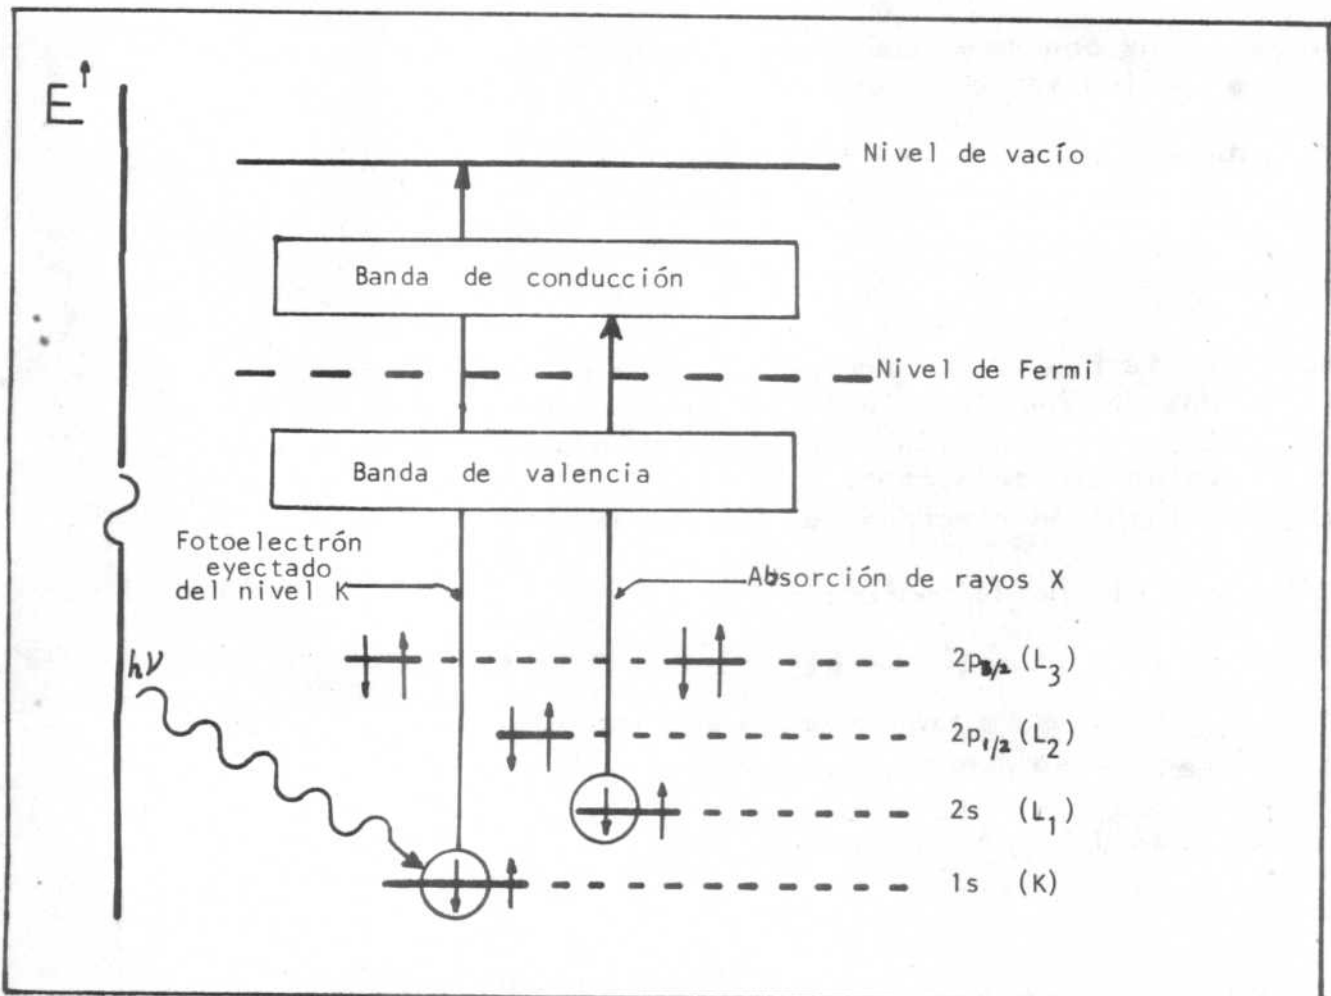 E
Nivel de vacío
Banda de conducción
Nivel de Fermi
Banda de valencia
Fotoelectrón
eyectado
del nivel K
Absorción de rayos X
hν
2p3/2 (L3)
2p1/2 (L2)
2s (L1)
1s (K)